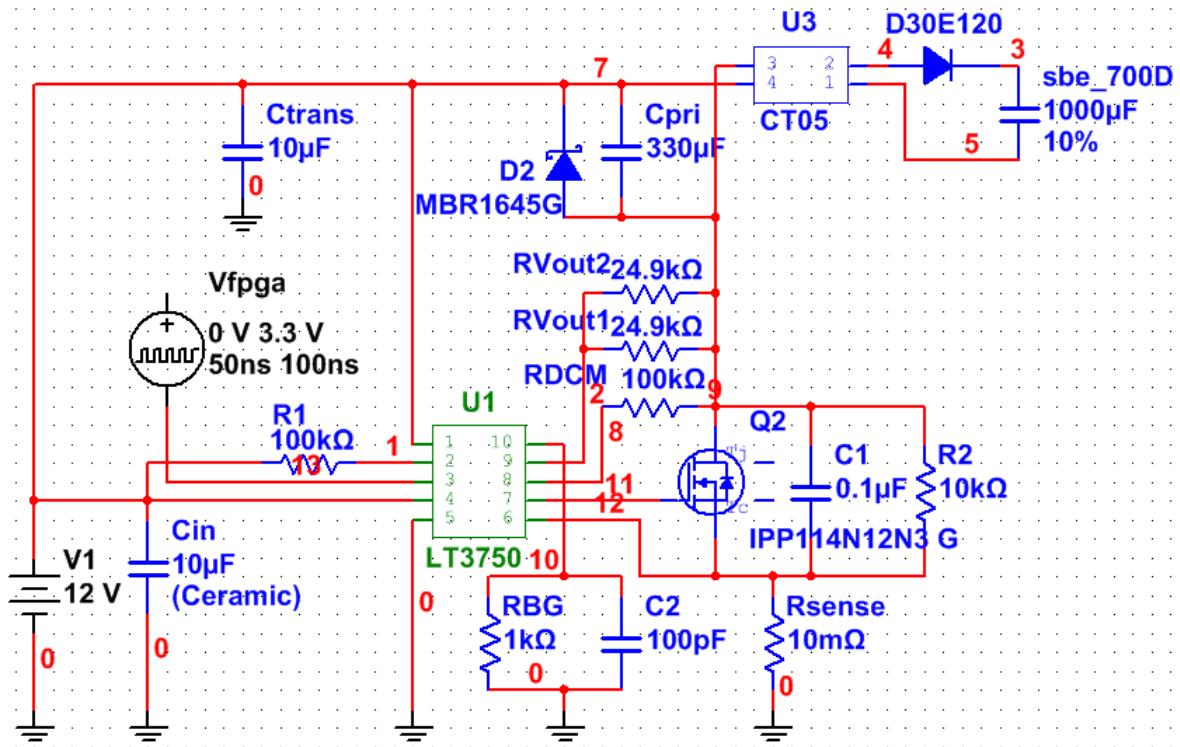 U3
D30E120
7
4
3
3
2
4
1
CT05
sbe_700D
1000µF
10%
5
Ctrans
10µF
0
Cpri
330µF
D2
MBR1645G
Vfpga
0 V 3.3 V
50ns 100ns
RVout2
24.9kΩ
RVout1
24.9kΩ
RDCM
100kΩ
9
2
8
U1
R1
100kΩ
13
1
1
10
2
9
3
8
4
7
5
6
LT3750
11
12
10
Q2
Tj
Tc
IPP114N12N3 G
C1
0.1µF
R2
10kΩ
V1
12 V
0
Cin
10µF
(Ceramic)
0
0
RBG
1kΩ
0
C2
100pF
Rsense
10mΩ
0